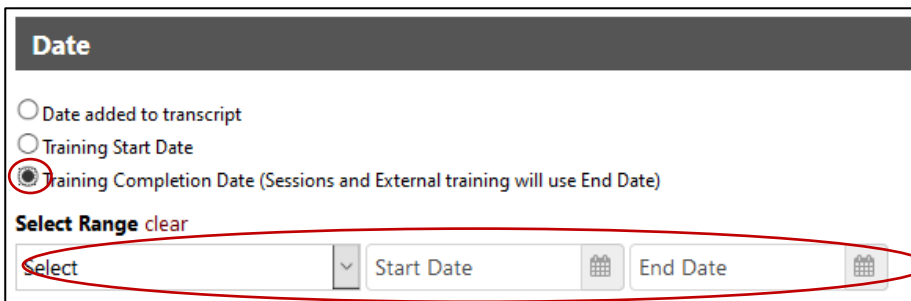 Date
Date added to transcript
Training Start Date
Training Completion Date (Sessions and External training will use End Date)
Select Range clear
Select Start Date End Date